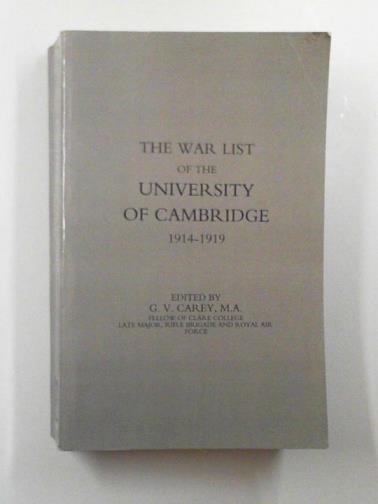 THE WAR LIST
OF THE
UNIVERSITY
OF CAMBRIDGE
1914-1919
EDITED BY
G. V. CAREY, M.A.
FELLOW OF CLARE COLLEGE
LATE MAJOR, RIFLE BRIGADE AND ROYAL AIR
FORCE